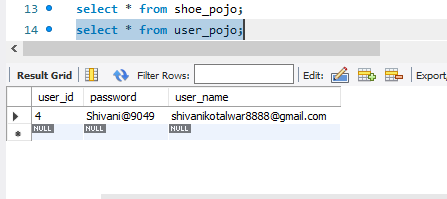 13 select * from shoe_pojo;
14 select * from user_pojo;
Result Grid Filter Rows: Edit: Export
user_id password user_name
4 Shivani@9049 shivanikotalwar8888@gmail.com
NULL NULL NULL